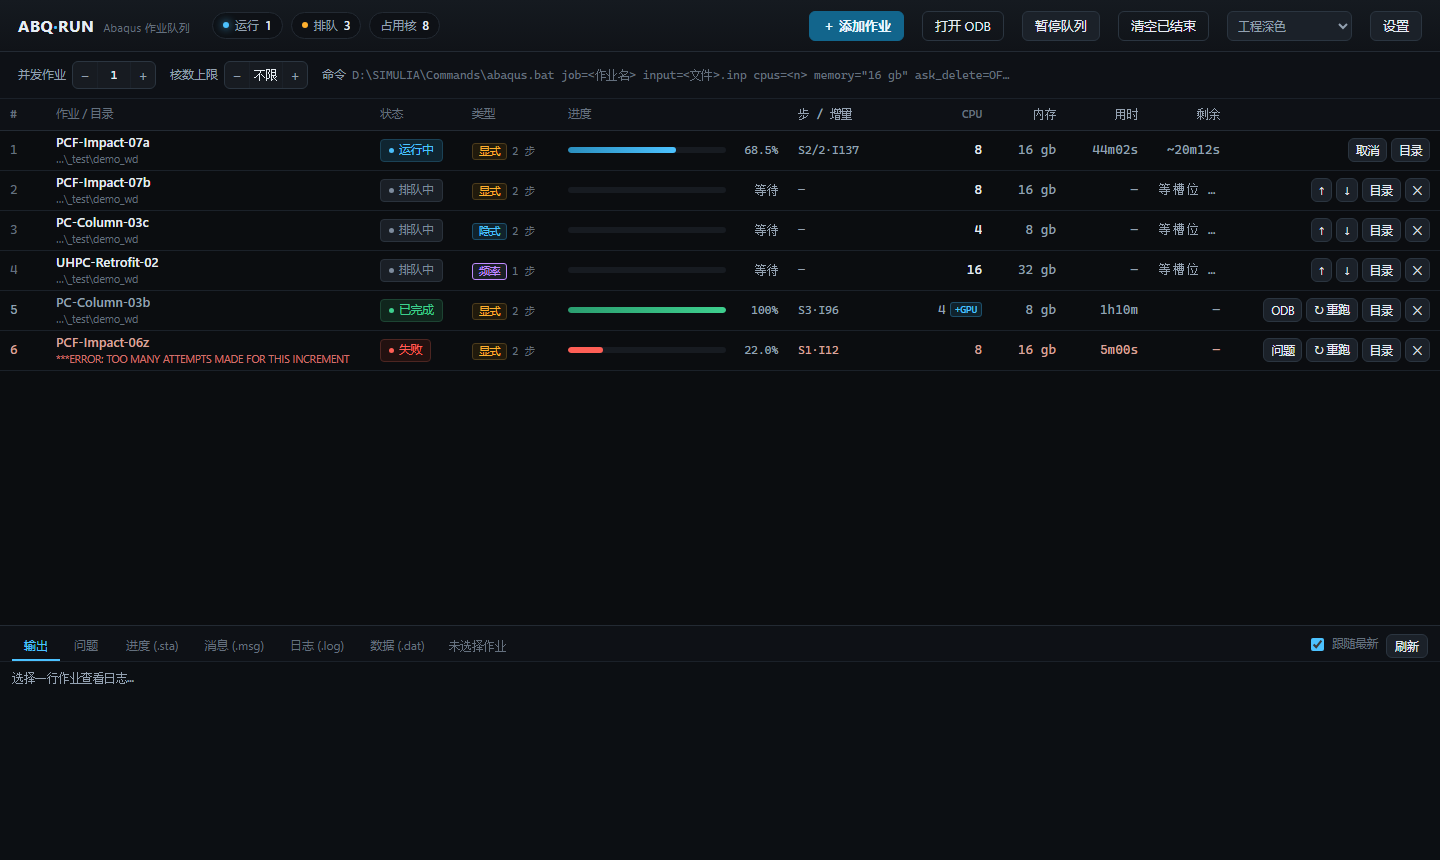 ABQ·RUN Abaqus 作业队列 运行 1 排队 3 占用核 8 + 添加作业 打开 ODB 暂停队列 清空已结束 工程深色 设置
并发作业 − 1 + 核数上限 − 不限 + 命令 D:\SIMULIA\Commands\abaqus.bat job=<作业名> input=<文件>.inp cpus=<n> memory="16 gb" ask_delete=OF…
# 作业 / 目录 状态 类型 进度 步 / 增量 CPU 内存 用时 剩余
1 PCF-Impact-07a 运行中 显式 2 步 68.5% S2/2·I137 8 16 gb 44m02s ~20m12s 取消 目录
…\_test\demo_wd
2 PCF-Impact-07b 排队中 显式 2 步 等待 — 8 16 gb — 等槽位 … ↑ ↓ 目录 ×
…\_test\demo_wd
3 PC-Column-03c 排队中 隐式 2 步 等待 — 4 8 gb — 等槽位 … ↑ ↓ 目录 ×
…\_test\demo_wd
4 UHPC-Retrofit-02 排队中 频率 1 步 等待 — 16 32 gb — 等槽位 … ↑ ↓ 目录 ×
…\_test\demo_wd
5 PC-Column-03b 已完成 显式 2 步 100% S3·I96 4 +GPU 8 gb 1h10m — ODB ↻ 重跑 目录 ×
…\_test\demo_wd
6 PCF-Impact-06z 失败 显式 2 步 22.0% S1·I12 8 16 gb 5m00s — 问题 ↻ 重跑 目录 ×
***ERROR: TOO MANY ATTEMPTS MADE FOR THIS INCREMENT
输出 问题 进度 (.sta) 消息 (.msg) 日志 (.log) 数据 (.dat) 未选择作业 跟随最新 刷新
选择一行作业查看日志…